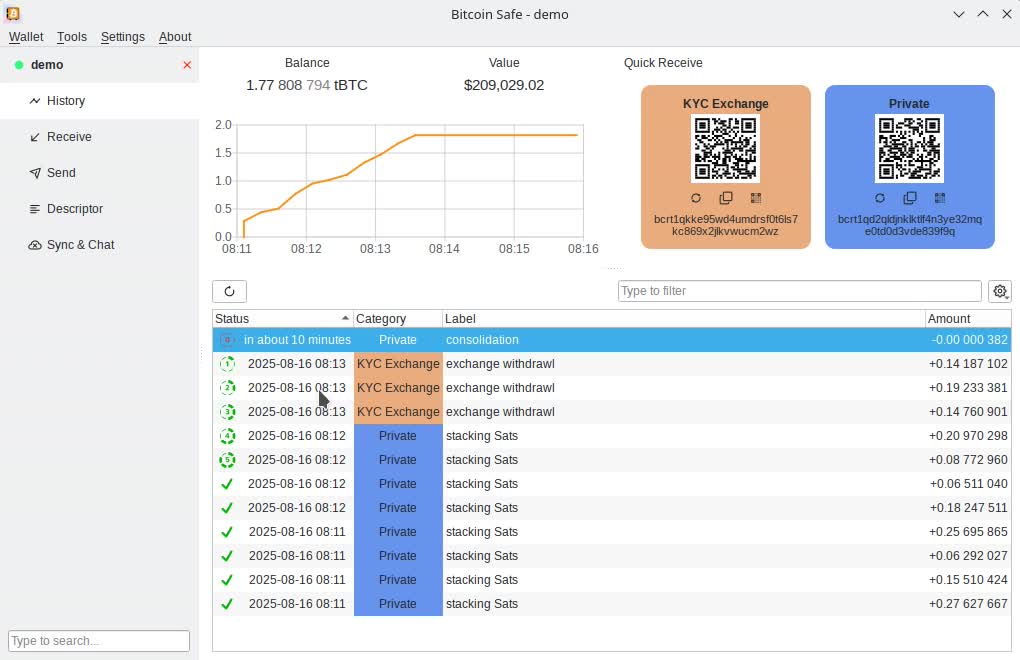 Bitcoin Safe - demo
Wallet Tools Settings About
demo
History
Receive
Send
Descriptor
Sync & Chat
Type to search...
Balance
1.77 808 794 tBTC
Value
$209,029.02
2.0
1.5
1.0
0.5
0.0
08:11 08:12 08:13 08:14 08:15 08:16
Quick Receive
KYC Exchange
bcrt1qkke95wd4umdrsf0t6ls7
kc869x2jlkvwucm2wz
Private
bcrt1qd2qldjnklktlf4n3ye32mq
e0td0d3vde839f9q
Type to filter
Status Category Label Amount
0 in about 10 minutes Private consolidation -0.00 000 382
1 2025-08-16 08:13 KYC Exchange exchange withdrawl +0.14 187 102
2 2025-08-16 08:13 KYC Exchange exchange withdrawl +0.19 233 381
3 2025-08-16 08:13 KYC Exchange exchange withdrawl +0.14 760 901
4 2025-08-16 08:12 Private stacking Sats +0.20 970 298
5 2025-08-16 08:12 Private stacking Sats +0.08 772 960
2025-08-16 08:12 Private stacking Sats +0.06 511 040
2025-08-16 08:12 Private stacking Sats +0.18 247 511
2025-08-16 08:11 Private stacking Sats +0.25 695 865
2025-08-16 08:11 Private stacking Sats +0.06 292 027
2025-08-16 08:11 Private stacking Sats +0.15 510 424
2025-08-16 08:11 Private stacking Sats +0.27 627 667